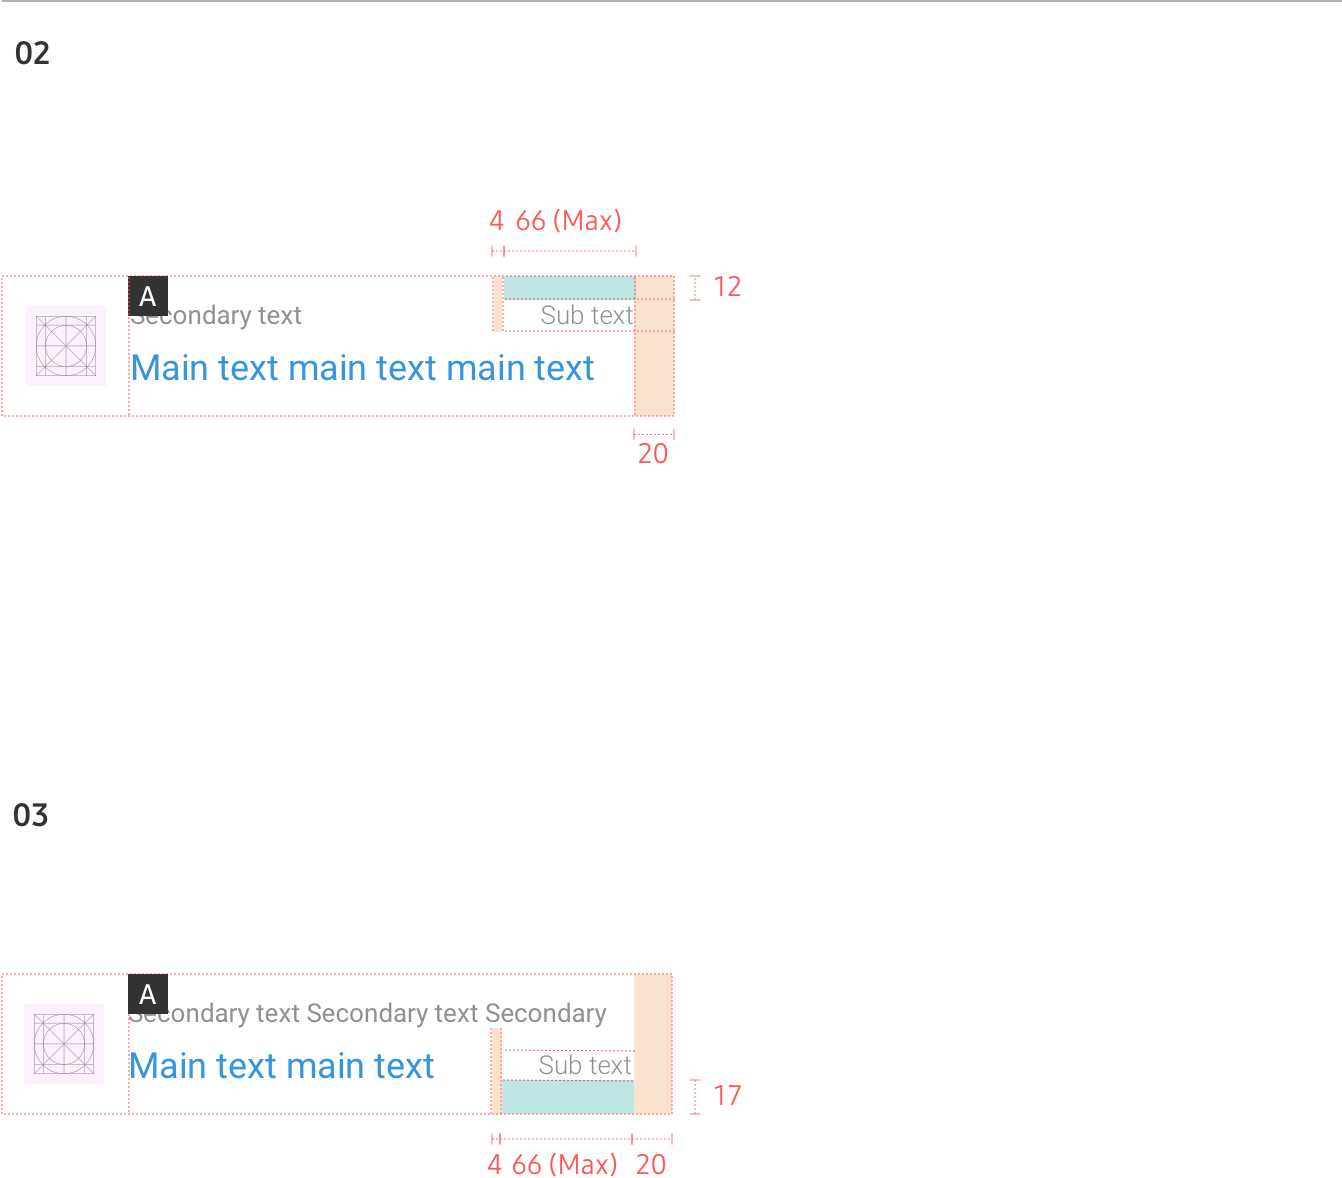 02
4 66 (Max)
12
A
Secondary text
Sub text
Main text main text main text
20
03
A
Secondary text Secondary text Secondary
Main text main text
Sub text
17
4 66 (Max) 20